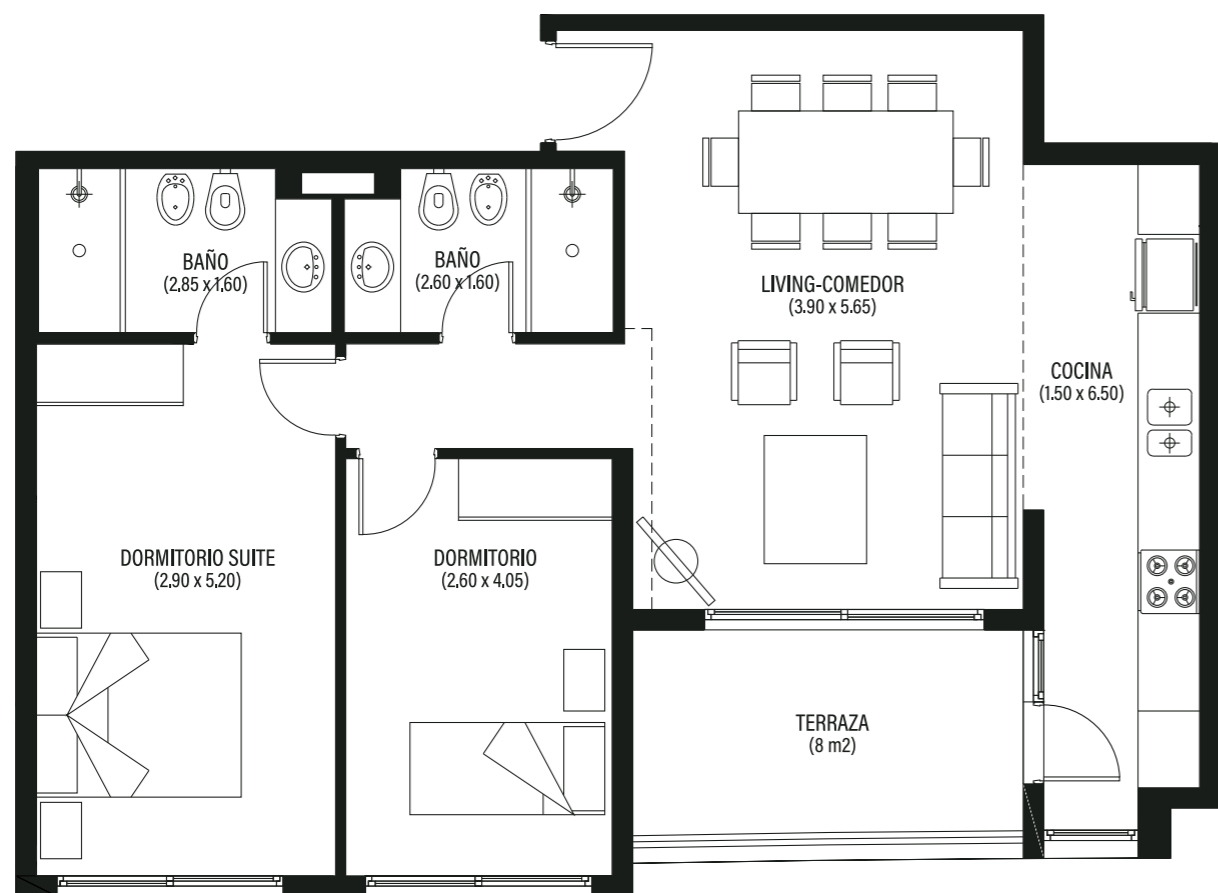 BAÑO
(2.85 x 1.60)
BAÑO
(2.60 x 1.60)
LIVING-COMEDOR
(3.90 x 5.65)
COCINA
(1.50 x 6.50)
DORMITORIO SUITE
(2.90 x 5.20)
DORMITORIO
(2.60 x 4.05)
TERRAZA
(8 m2)